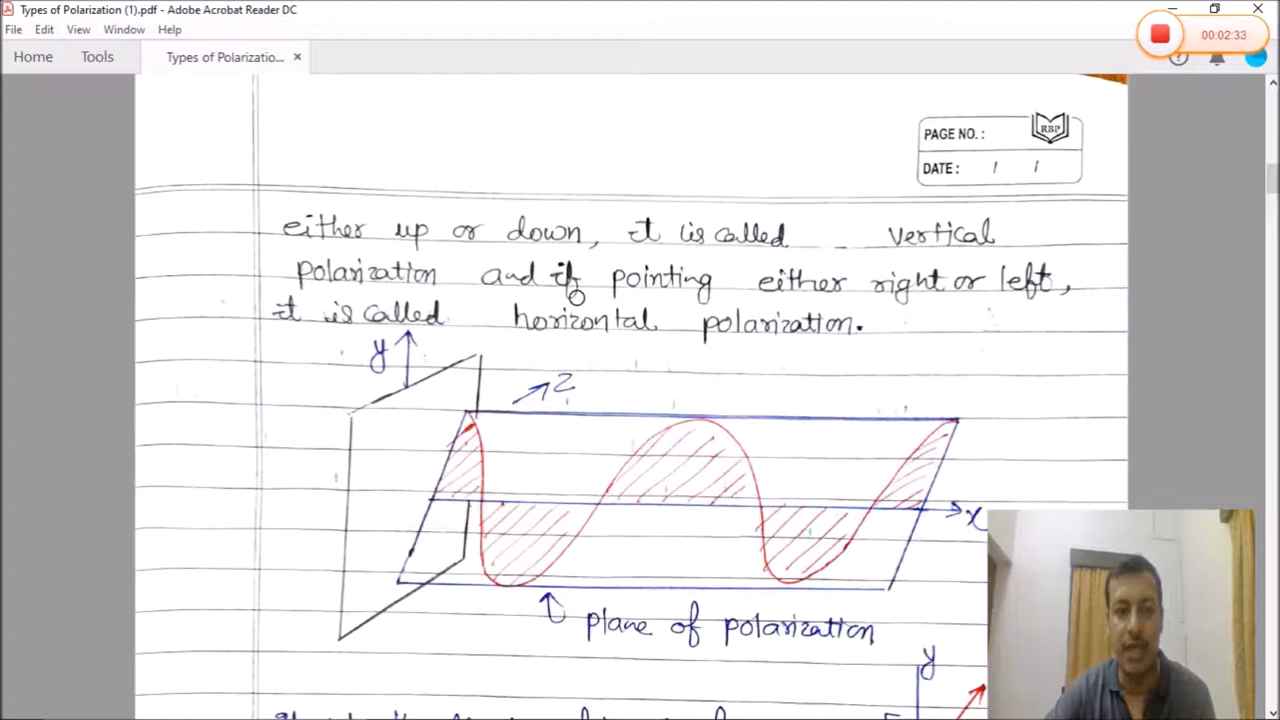 Types of Polarization (1).pdf - Adobe Acrobat Reader DC
File Edit View Window Help
00:02:33
Home Tools Types of Polarizatio...
PAGE NO. : RBP
DATE : / /
either up or down, it is called vertical
polarization and if pointing either right or left,
it is called horizontal polarization.
y
z
x
plane of polarization
y